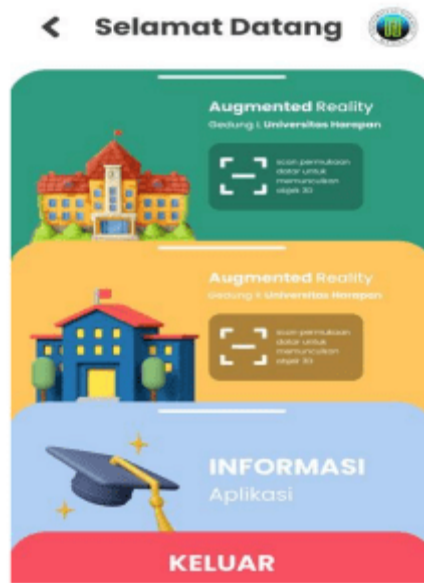 Selamat Datang
Augmented Reality
Gedung I, Universitas Harapan
scan permukaan
datar untuk
memunculkan
objek 3D
Augmented Reality
Gedung II Universitas Harapan
scan permukaan
datar untuk
memunculkan
objek 3D
INFORMASI
Aplikasi
KELUAR